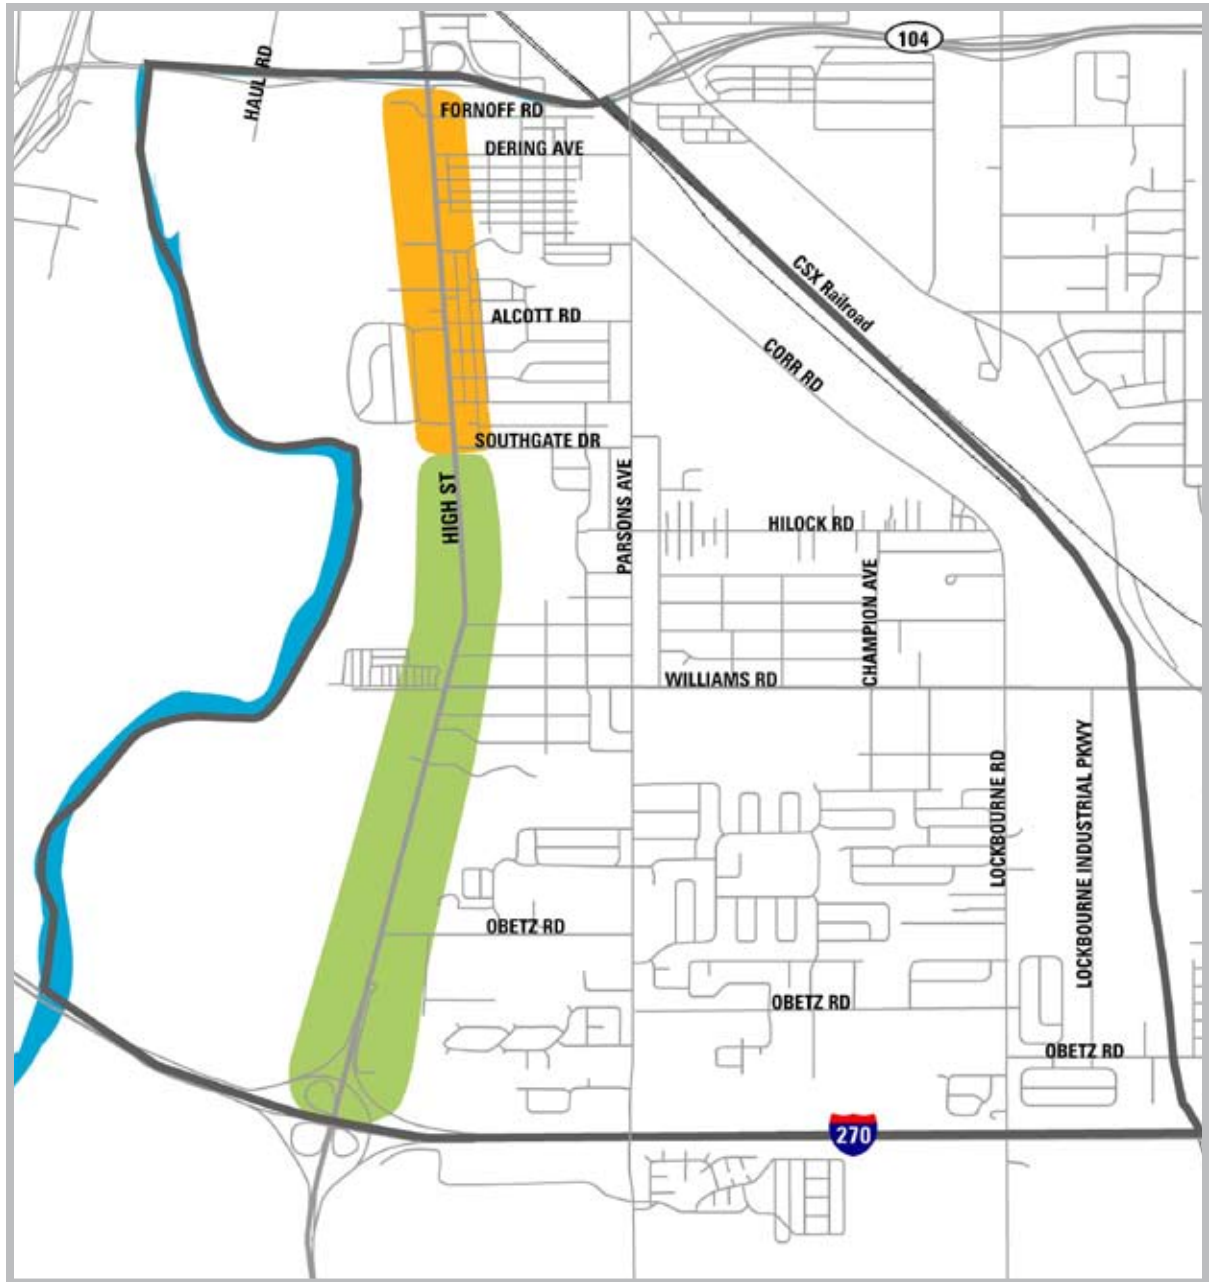 104
HAUL RD
FORNOFF RD
DERING AVE
CSX Railroad
ALCOTT RD
CORR RD
SOUTHGATE DR
HIGH ST
PARSONS AVE
HILOCK RD
CHAMPION AVE
WILLIAMS RD
LOCKBOURNE RD
LOCKBOURNE INDUSTRIAL PKWY
OBETZ RD
OBETZ RD
OBETZ RD
270